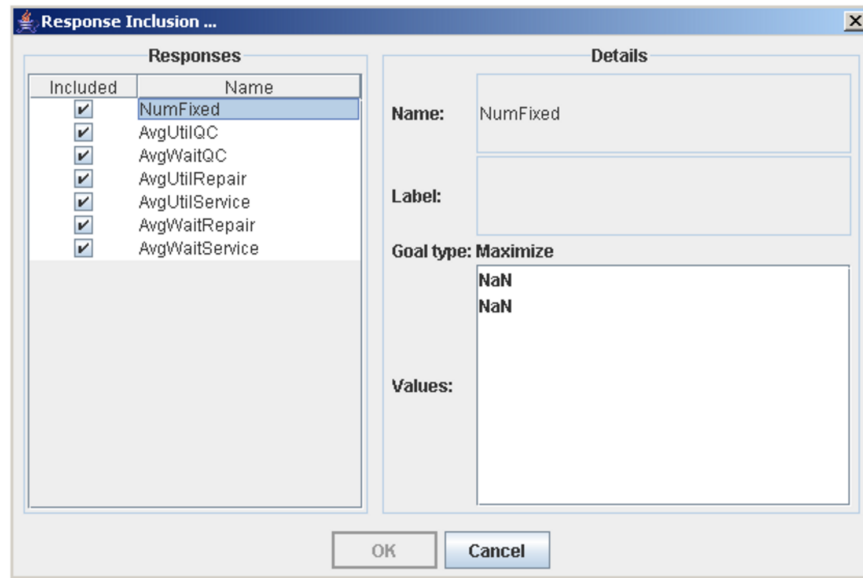 Response Inclusion ...
Responses
Included Name
NumFixed
AvgUtilQC
AvgWaitQC
AvgUtilRepair
AvgUtilService
AvgWaitRepair
AvgWaitService
Details
Name: NumFixed
Label:
Goal type: Maximize
NaN
NaN
Values:
OK Cancel